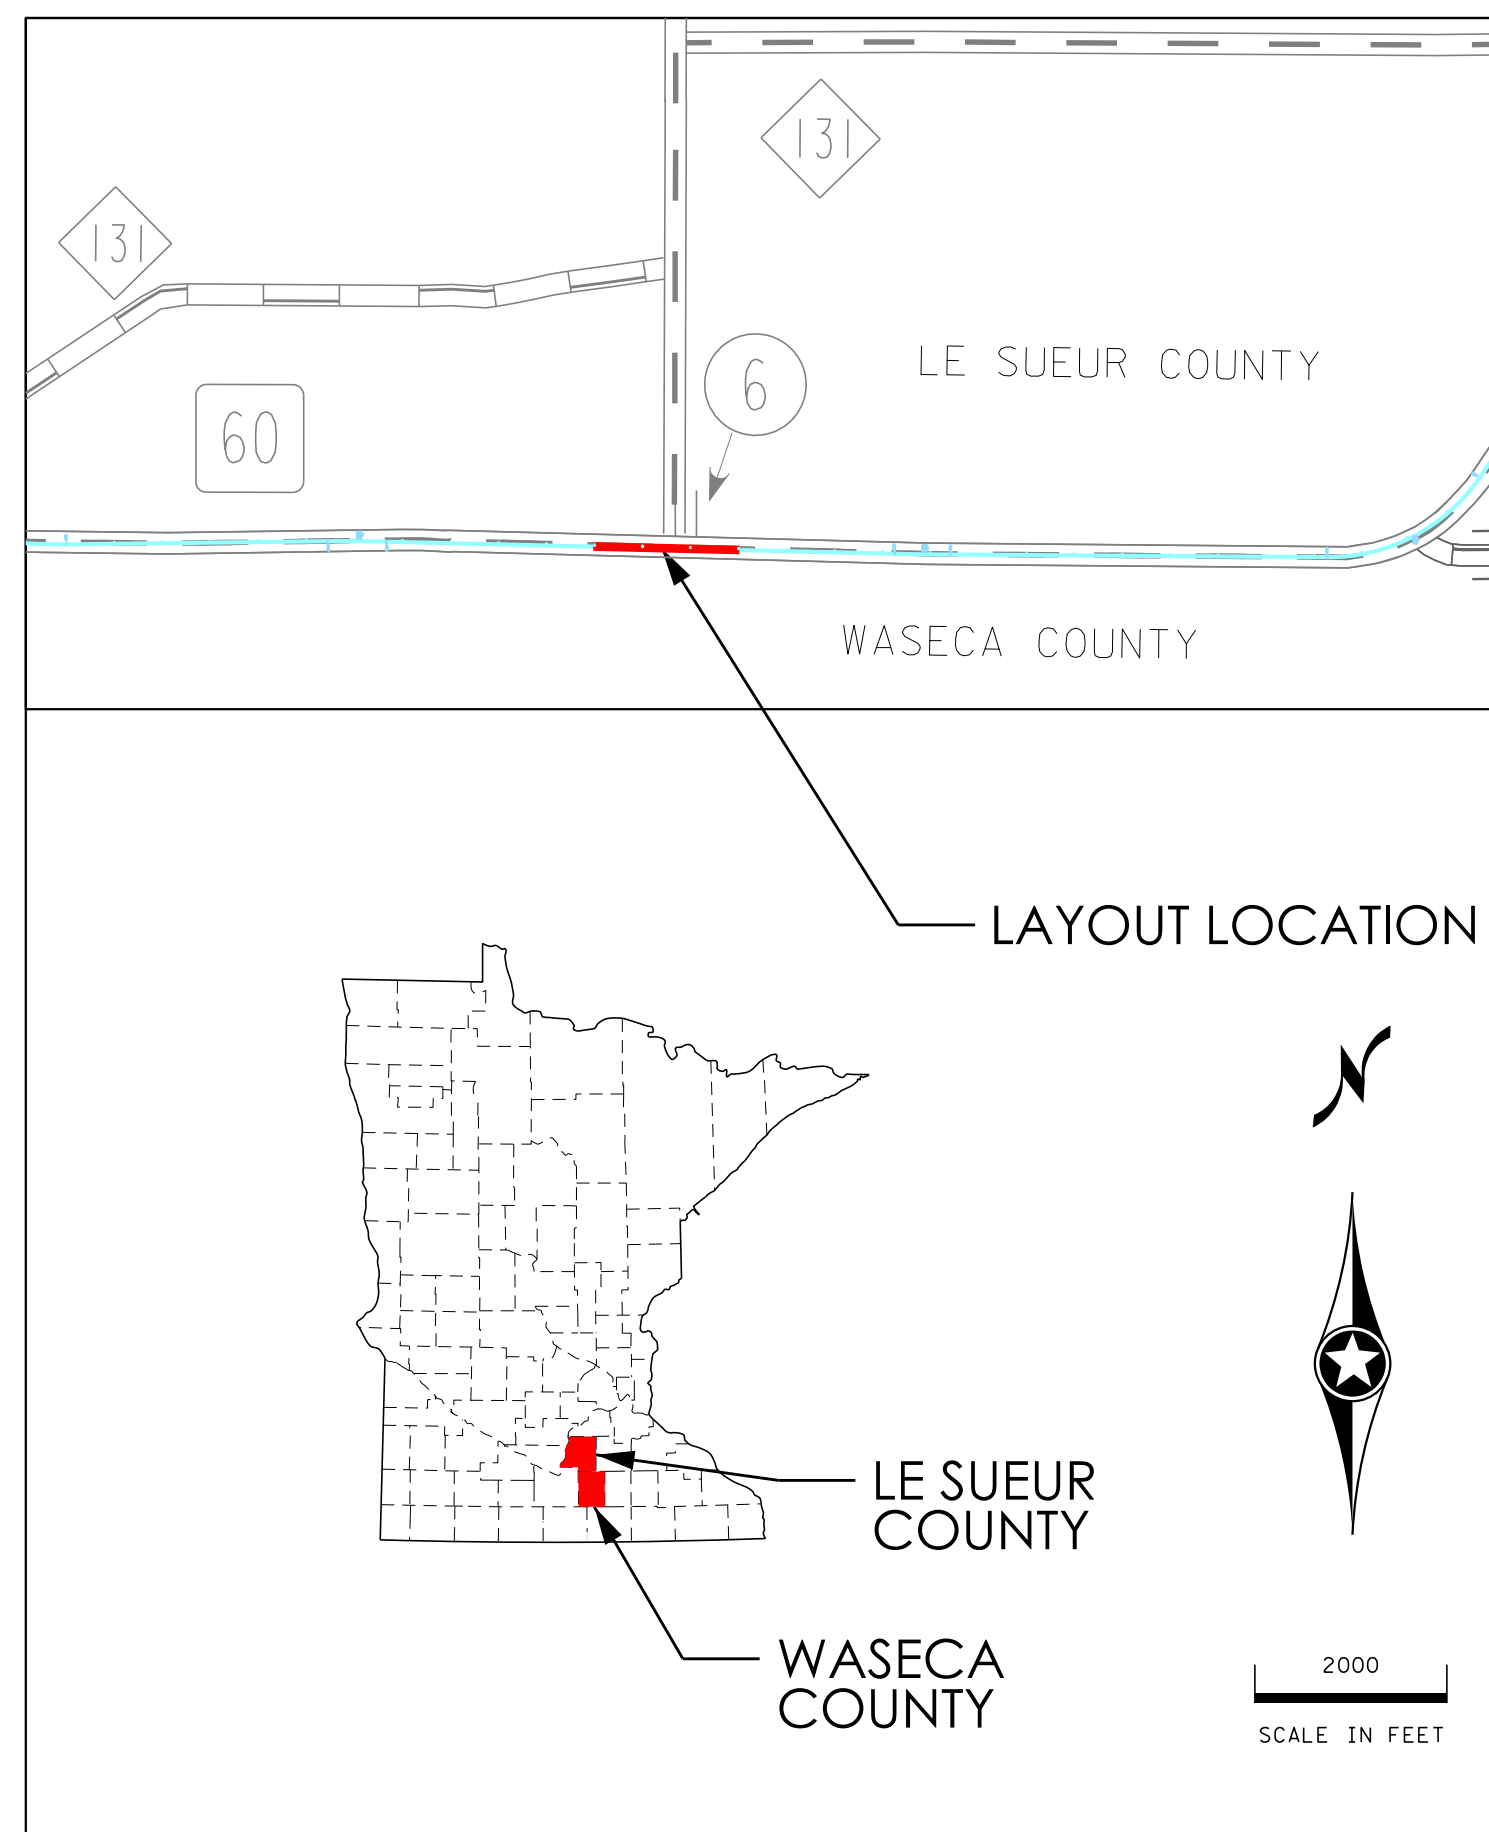 131
131
LE SUEUR COUNTY
6
60
WASECA COUNTY
LAYOUT LOCATION
N
LE SUEUR
COUNTY
WASECA
COUNTY
2000
SCALE IN FEET